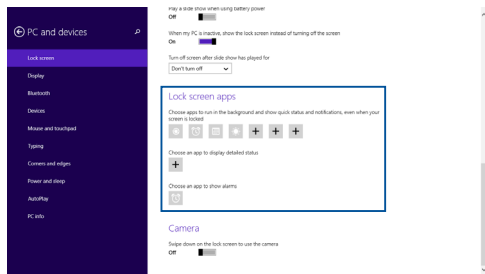 PC and devices
Lock screen
Display
Bluetooth
Devices
Mouse and touchpad
Typing
Corners and edges
Power and sleep
AutoPlay
PC info
Play a slide show when using battery power
Off
When my PC is inactive, show the lock screen instead of turning off the screen
On
Turn off screen after slide show has played for
Don't turn off
Lock screen apps
Choose apps to run in the background and show quick status and notifications, even when your
screen is locked
Choose an app to display detailed status
Choose an app to show alarms
Camera
Swipe down on the lock screen to use the camera
Off